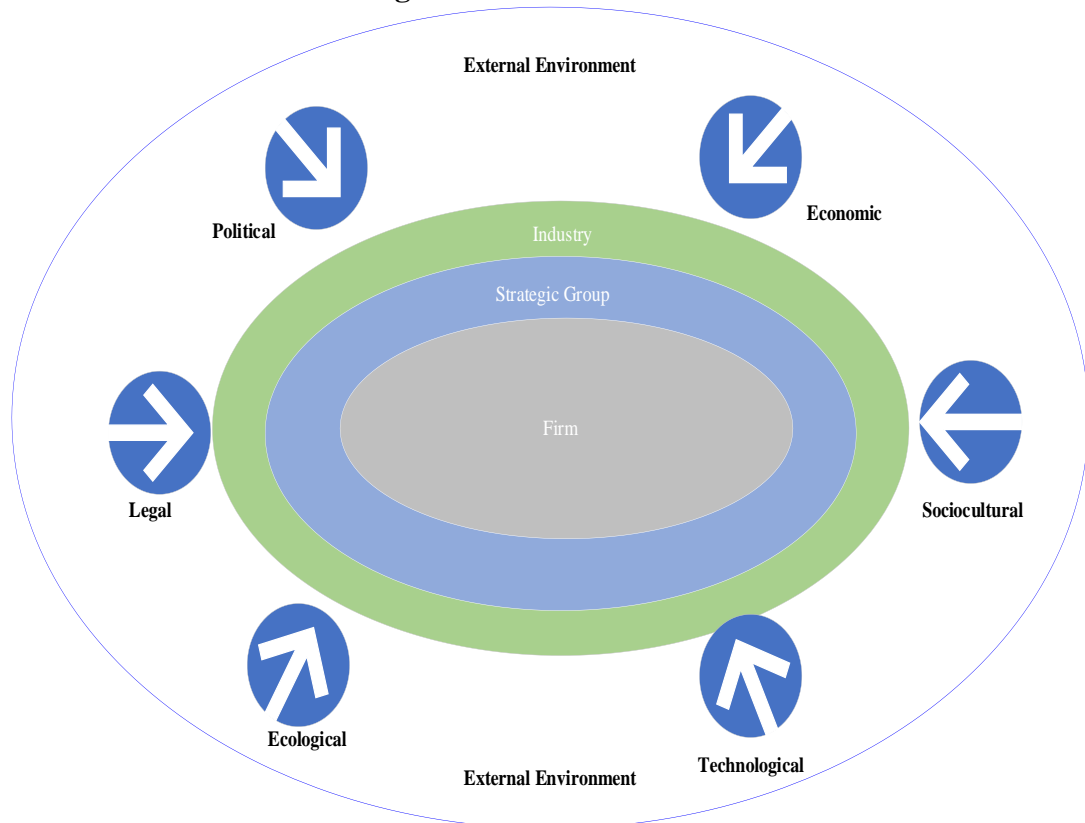 External Environment
Political
Economic
Industry
Strategic Group
Firm
Legal
Sociocultural
Ecological
Technological
External Environment